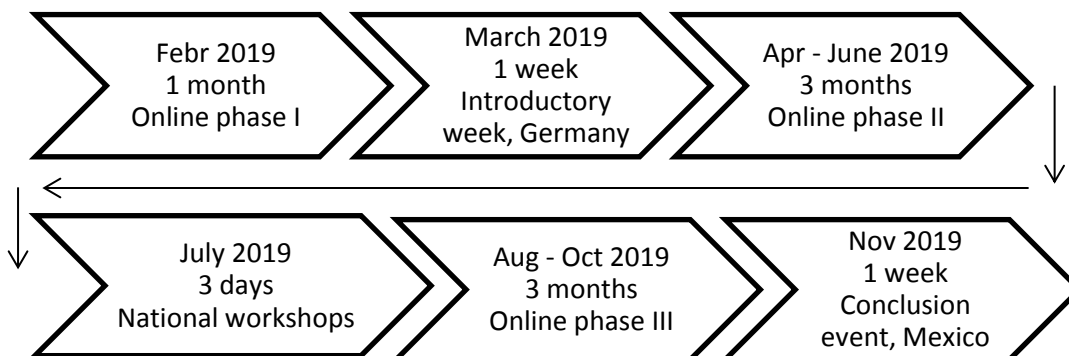 Febr 2019
1 month
Online phase I
March 2019
1 week
Introductory
week, Germany
Apr - June 2019
3 months
Online phase II
July 2019
3 days
National workshops
Aug - Oct 2019
3 months
Online phase III
Nov 2019
1 week
Conclusion
event, Mexico